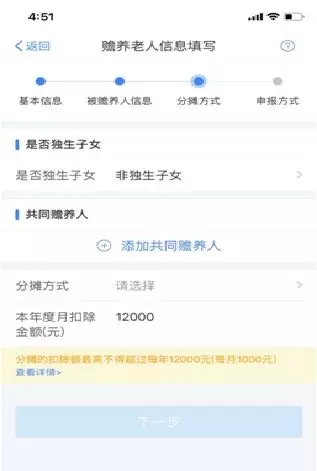 4:51
返回
赡养老人信息填写
基本信息 被赡养人信息 分摊方式 申报方式
是否独生子女
是否独生子女 非独生子女
共同赡养人
添加共同赡养人
分摊方式 请选择
本年度月扣除 12000
金额(元)
分摊的扣除额最高不得超过每年12000元(每月1000元)
查看详情>
下一步